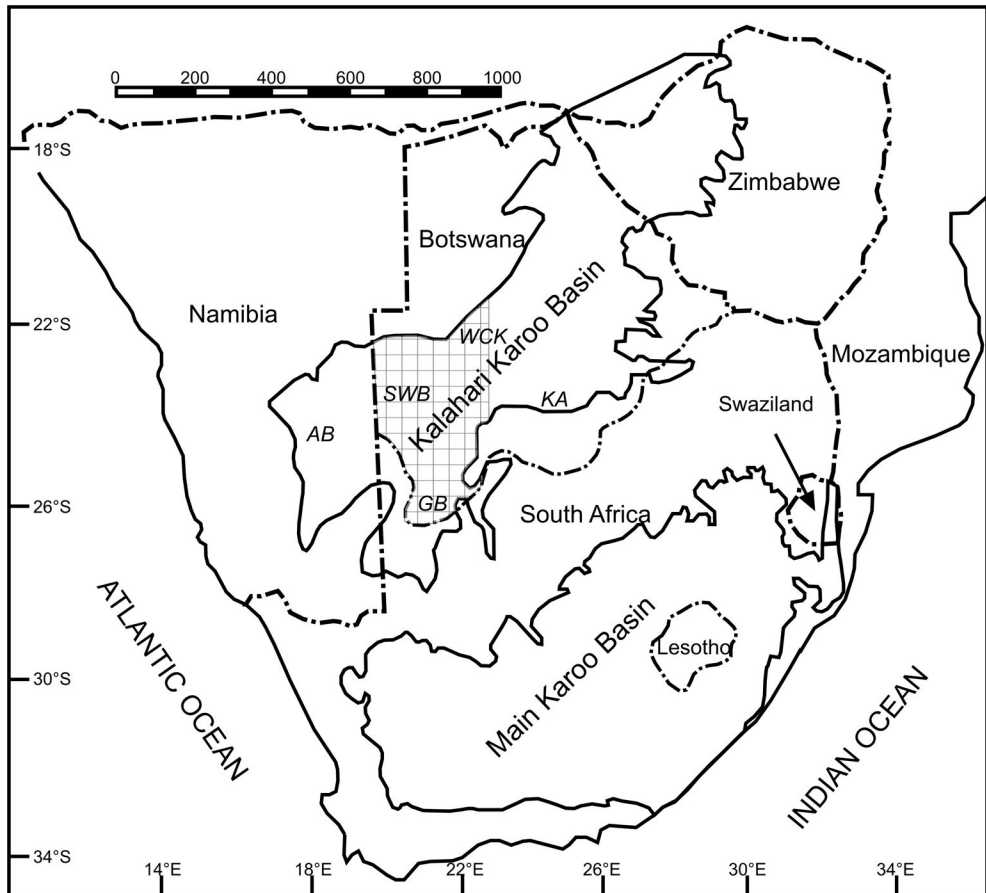 0 200 400 600 800 1000
18°S
Zimbabwe
Botswana
Namibia
22°S
WCK
Kalahari Karoo Basin
Mozambique
SWB
KA
Swaziland
AB
GB
26°S
South Africa
ATLANTIC OCEAN
Main Karoo Basin
Lesotho
30°S
INDIAN OCEAN
34°S
14°E 18°E 22°E 26°E 30°E 34°E